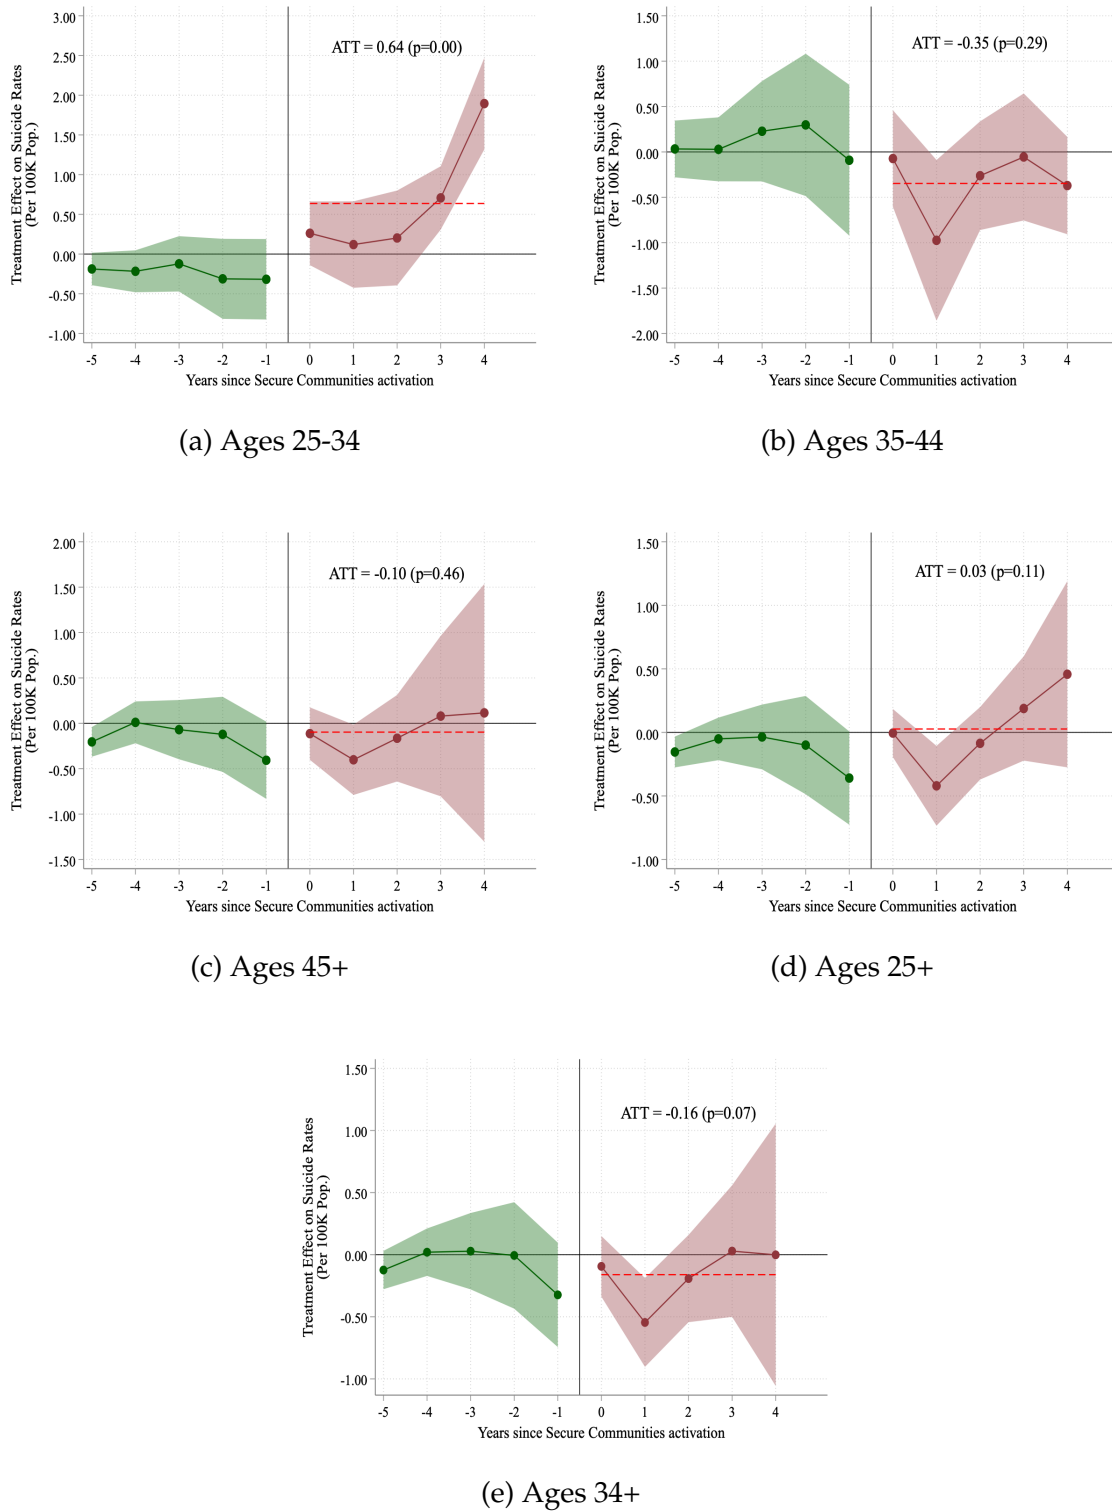 Treatment Effect on Suicide Rates
(Per 100K Pop.)
3.00
2.50
2.00
1.50
1.00
0.50
0.00
-0.50
-1.00
ATT = 0.64 (p=0.00)
-5 -4 -3 -2 -1 0 1 2 3 4
Years since Secure Communities activation
(a) Ages 25-34
Treatment Effect on Suicide Rates
(Per 100K Pop.)
1.50
1.00
0.50
0.00
-0.50
-1.00
-1.50
-2.00
ATT = -0.35 (p=0.29)
-5 -4 -3 -2 -1 0 1 2 3 4
Years since Secure Communities activation
(b) Ages 35-44
Treatment Effect on Suicide Rates
(Per 100K Pop.)
2.00
1.50
1.00
0.50
0.00
-0.50
-1.00
-1.50
ATT = -0.10 (p=0.46)
-5 -4 -3 -2 -1 0 1 2 3 4
Years since Secure Communities activation
(c) Ages 45+
Treatment Effect on Suicide Rates
(Per 100K Pop.)
1.50
1.00
0.50
0.00
-0.50
-1.00
ATT = 0.03 (p=0.11)
-5 -4 -3 -2 -1 0 1 2 3 4
Years since Secure Communities activation
(d) Ages 25+
Treatment Effect on Suicide Rates
(Per 100K Pop.)
1.50
1.00
0.50
0.00
-0.50
-1.00
ATT = -0.16 (p=0.07)
-5 -4 -3 -2 -1 0 1 2 3 4
Years since Secure Communities activation
(e) Ages 34+